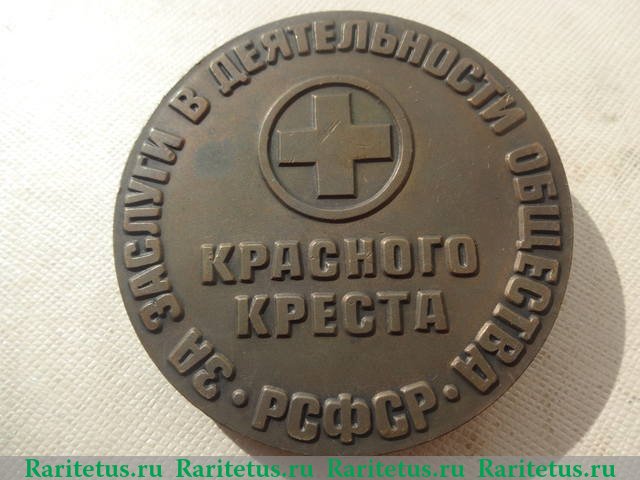 ЗА ЗАСЛУГИ В ДЕЯТЕЛЬНОСТИ ОБЩЕСТВА
КРАСНОГО
КРЕСТА
• РСФСР •
Raritetus.ru Raritetus.ru Raritetus.ru Raritetus.ru